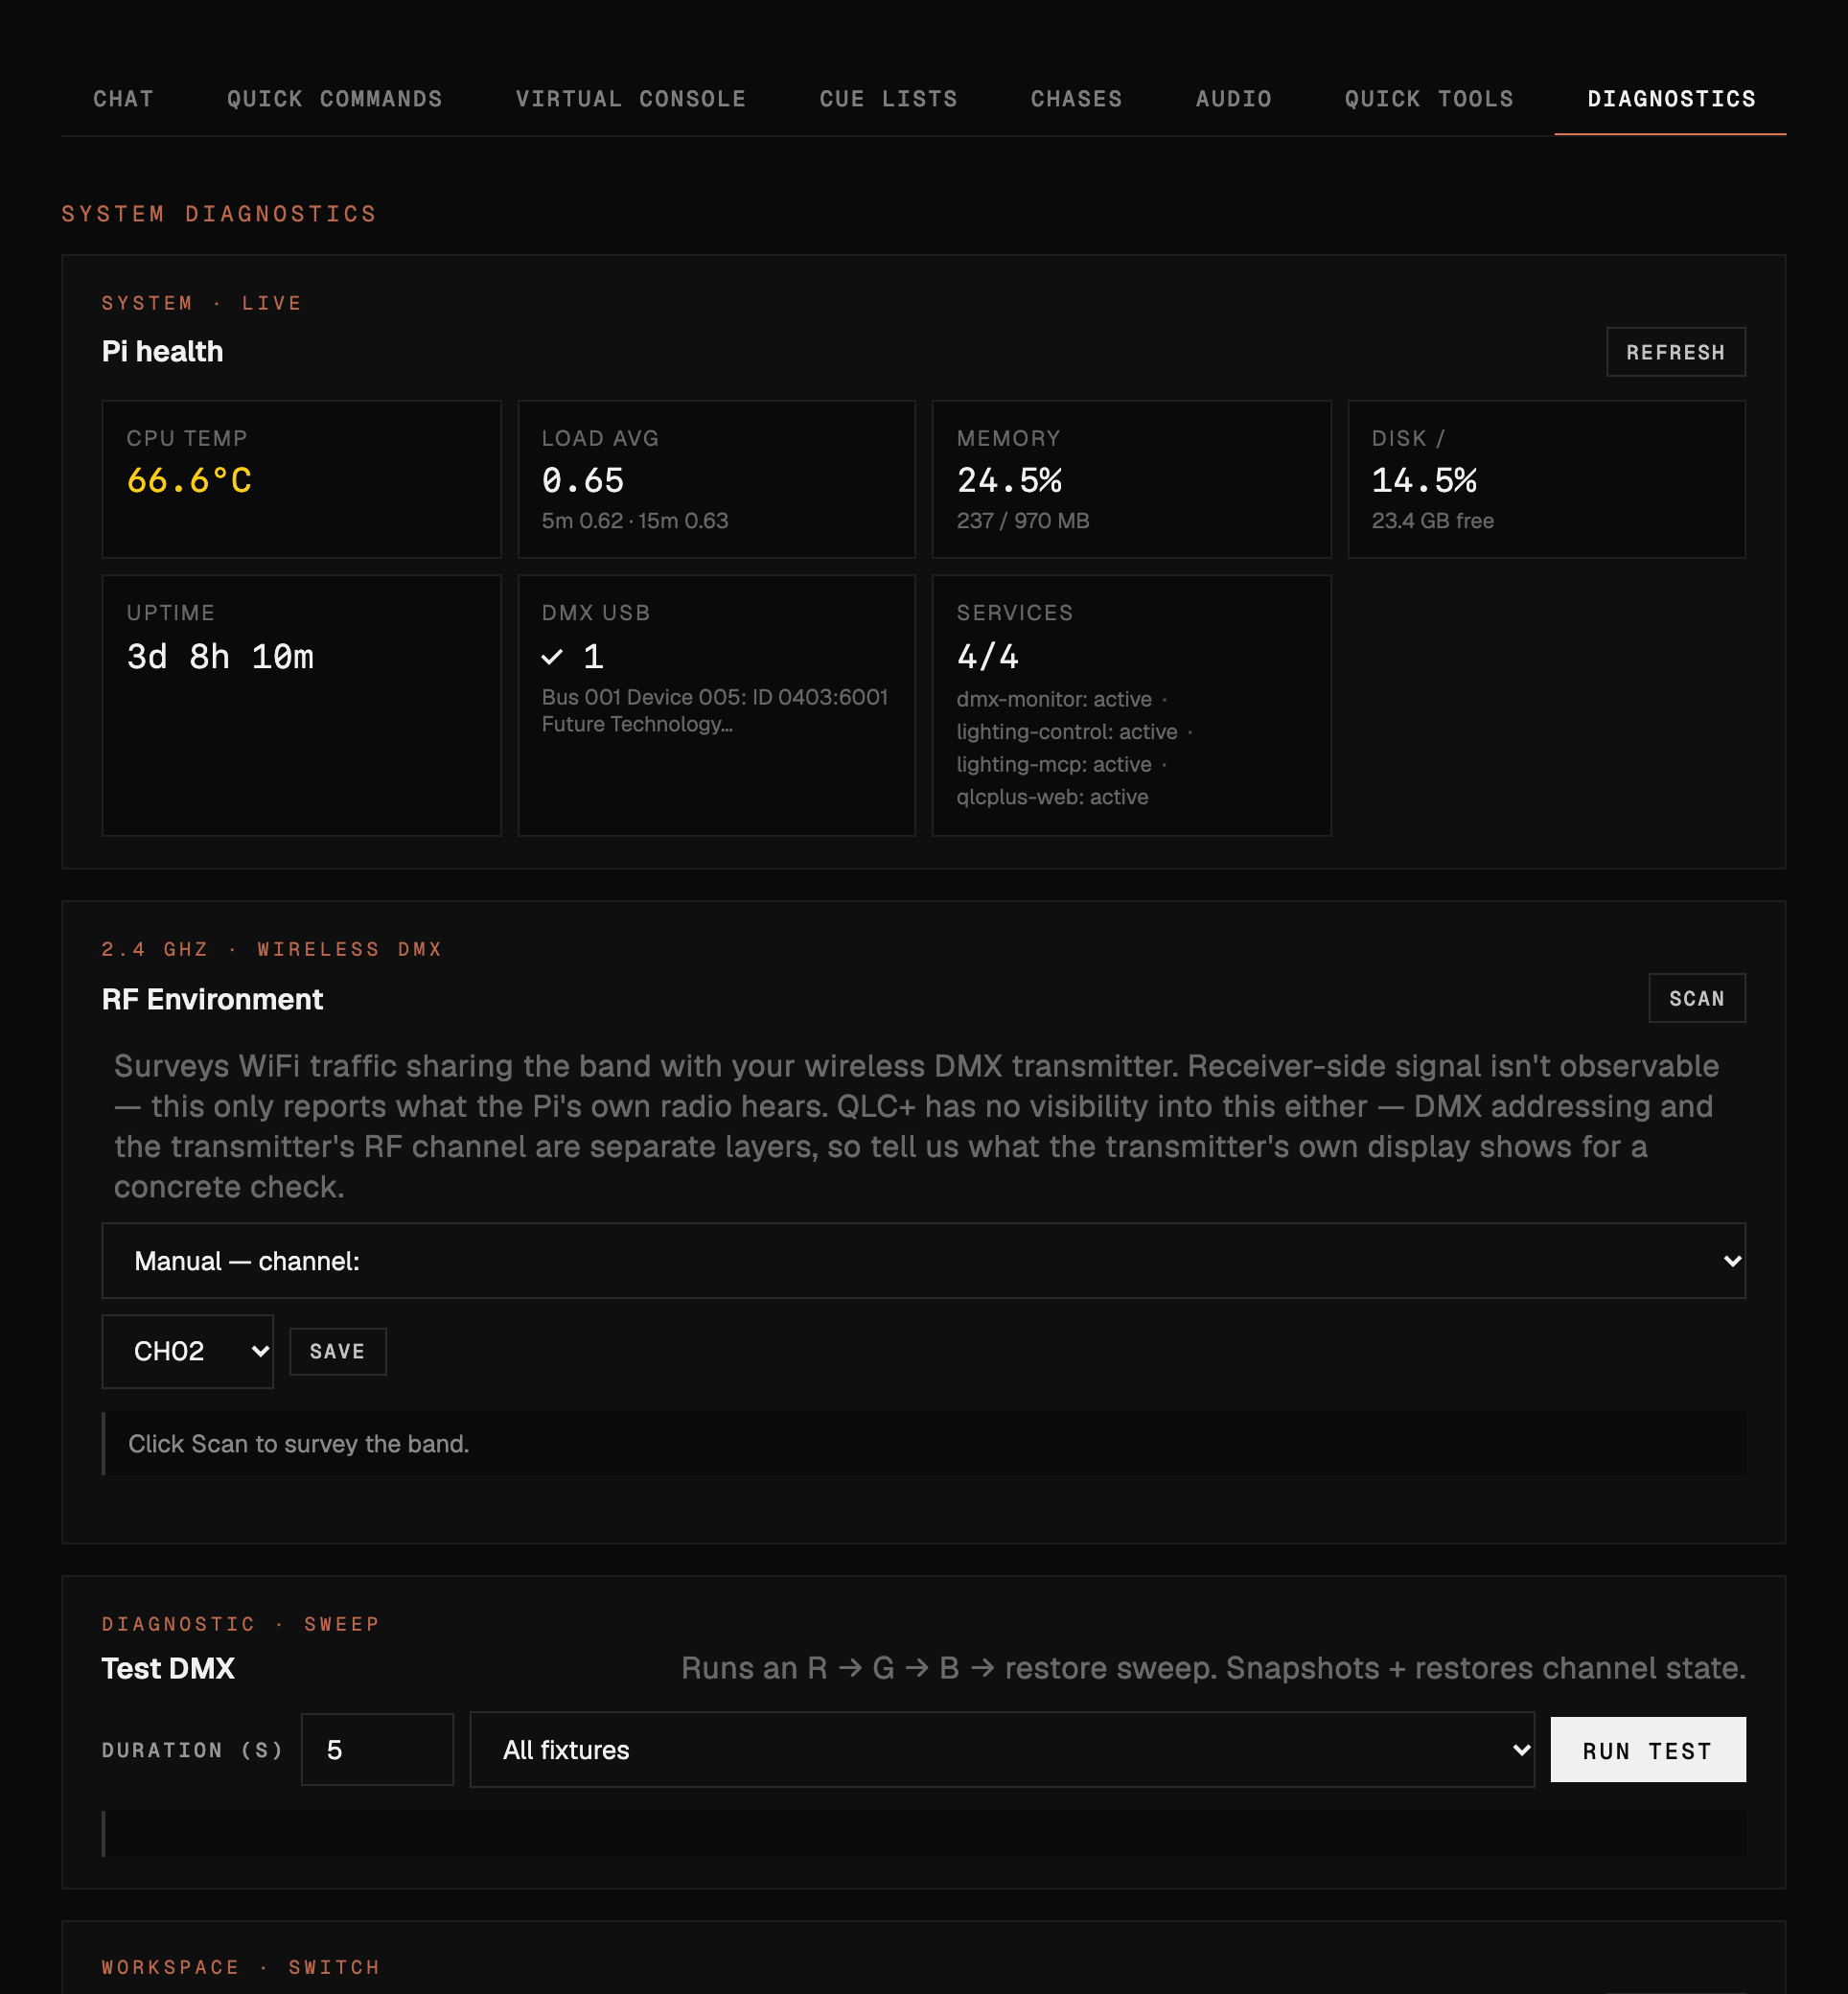 CHAT QUICK COMMANDS VIRTUAL CONSOLE CUE LISTS CHASES AUDIO QUICK TOOLS DIAGNOSTICS
SYSTEM DIAGNOSTICS
SYSTEM · LIVE
Pi health
REFRESH
CPU TEMP
66.6°C
LOAD AVG
0.65
5m 0.62 · 15m 0.63
MEMORY
24.5%
237 / 970 MB
DISK /
14.5%
23.4 GB free
UPTIME
3d 8h 10m
DMX USB
✓ 1
Bus 001 Device 005: ID 0403:6001
Future Technology...
SERVICES
4/4
dmx-monitor: active ·
lighting-control: active ·
lighting-mcp: active ·
qlcplus-web: active
2.4 GHZ · WIRELESS DMX
RF Environment
SCAN
Surveys WiFi traffic sharing the band with your wireless DMX transmitter. Receiver-side signal isn't observable
— this only reports what the Pi's own radio hears. QLC+ has no visibility into this either — DMX addressing and
the transmitter's RF channel are separate layers, so tell us what the transmitter's own display shows for a
concrete check.
Manual — channel:
CH02
SAVE
Click Scan to survey the band.
DIAGNOSTIC · SWEEP
Test DMX
Runs an R → G → B → restore sweep. Snapshots + restores channel state.
DURATION (S)
5
All fixtures
RUN TEST
WORKSPACE · SWITCH